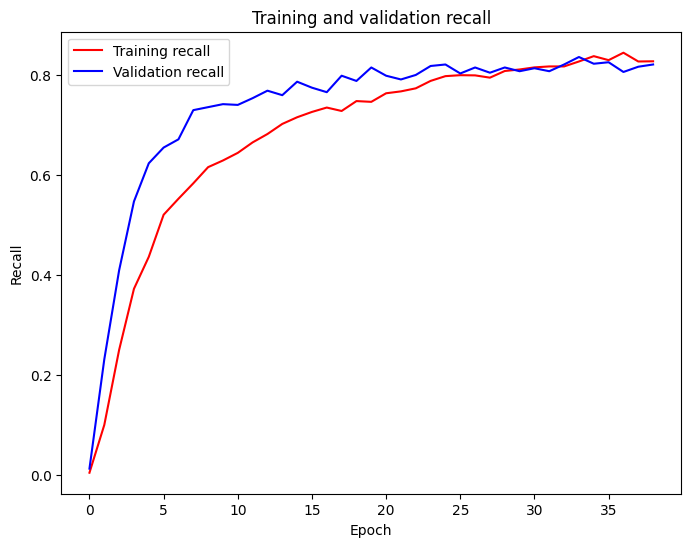 Training and validation recall
Training recall
Validation recall
Recall
0.8
0.6
0.4
0.2
0.0
0 5 10 15 20 25 30 35
Epoch